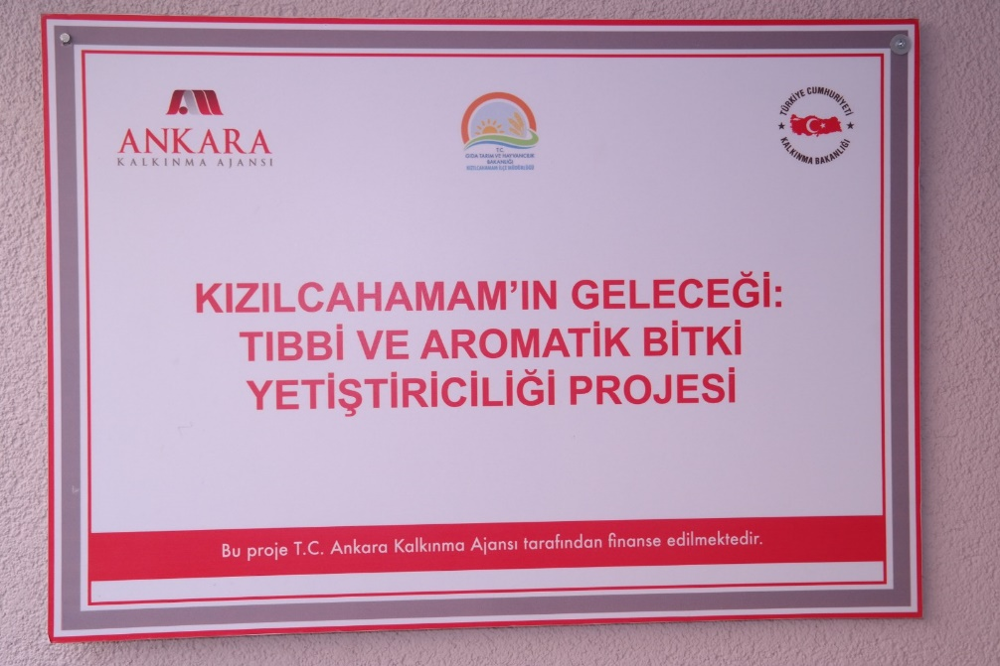 ANKARA
KALKINMA AJANSI
T.C.
GIDA TARIM VE HAYVANCILIK
BAKANLIĞI
KIZILCAHAMAM İLÇE MÜDÜRLÜĞÜ
TÜRKİYE CUMHURİYETİ
KALKINMA BAKANLIĞI
KIZILCAHAMAM'IN GELECEĞİ:
TIBBİ VE AROMATİK BİTKİ
YETİŞTİRİCİLİĞİ PROJESİ
Bu proje T.C. Ankara Kalkınma Ajansı tarafından finanse edilmektedir.